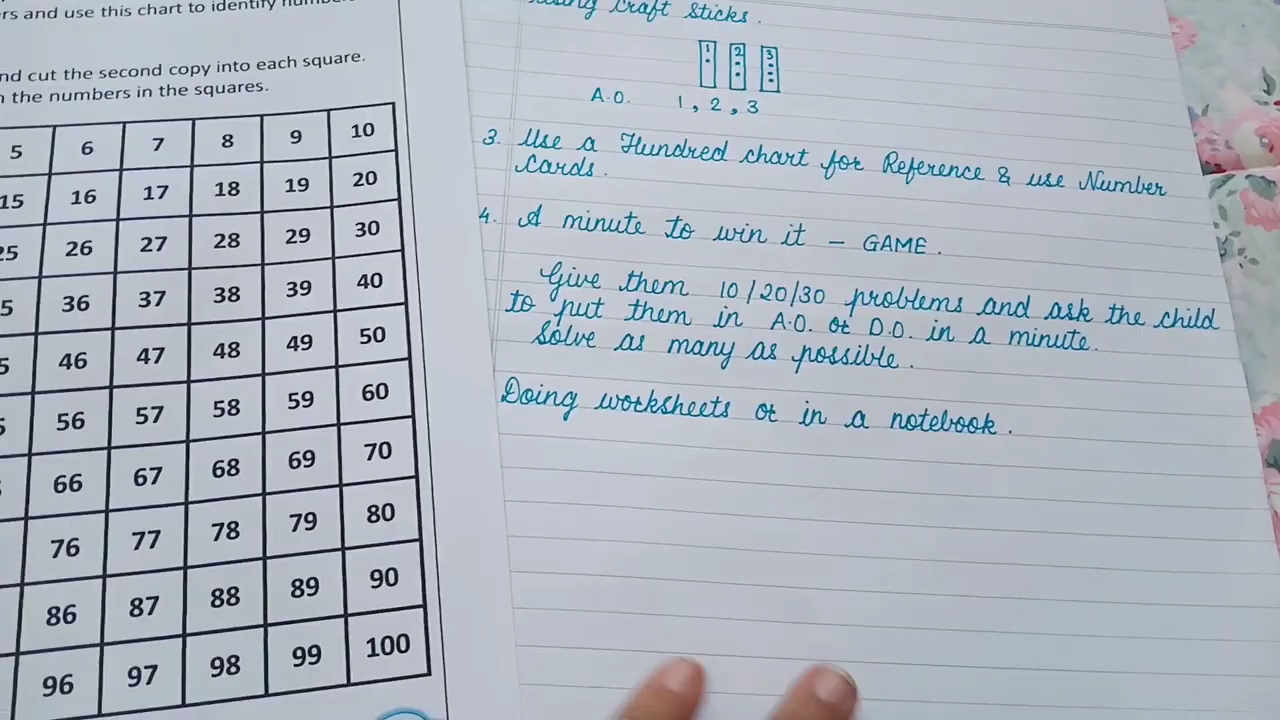 and use this chart to identify
cut the second copy into each square.
the numbers in the squares.
5 6 7 8 9 10
15 16 17 18 19 20
26 27 28 29 30
36 37 38 39 40
46 47 48 49 50
56 57 58 59 60
66 67 68 69 70
76 77 78 79 80
86 87 88 89 90
96 97 98 99 100
Craft Sticks.
1 2 3
A.O. 1, 2, 3
3. Use a Hundred chart for Reference & use Number
Cards.
4. A minute to win it - GAME.
Give them 10/20/30 problems and ask the child
to put them in A.O. or D.O. in a minute.
Solve as many as possible.
Doing worksheets or in a notebook.